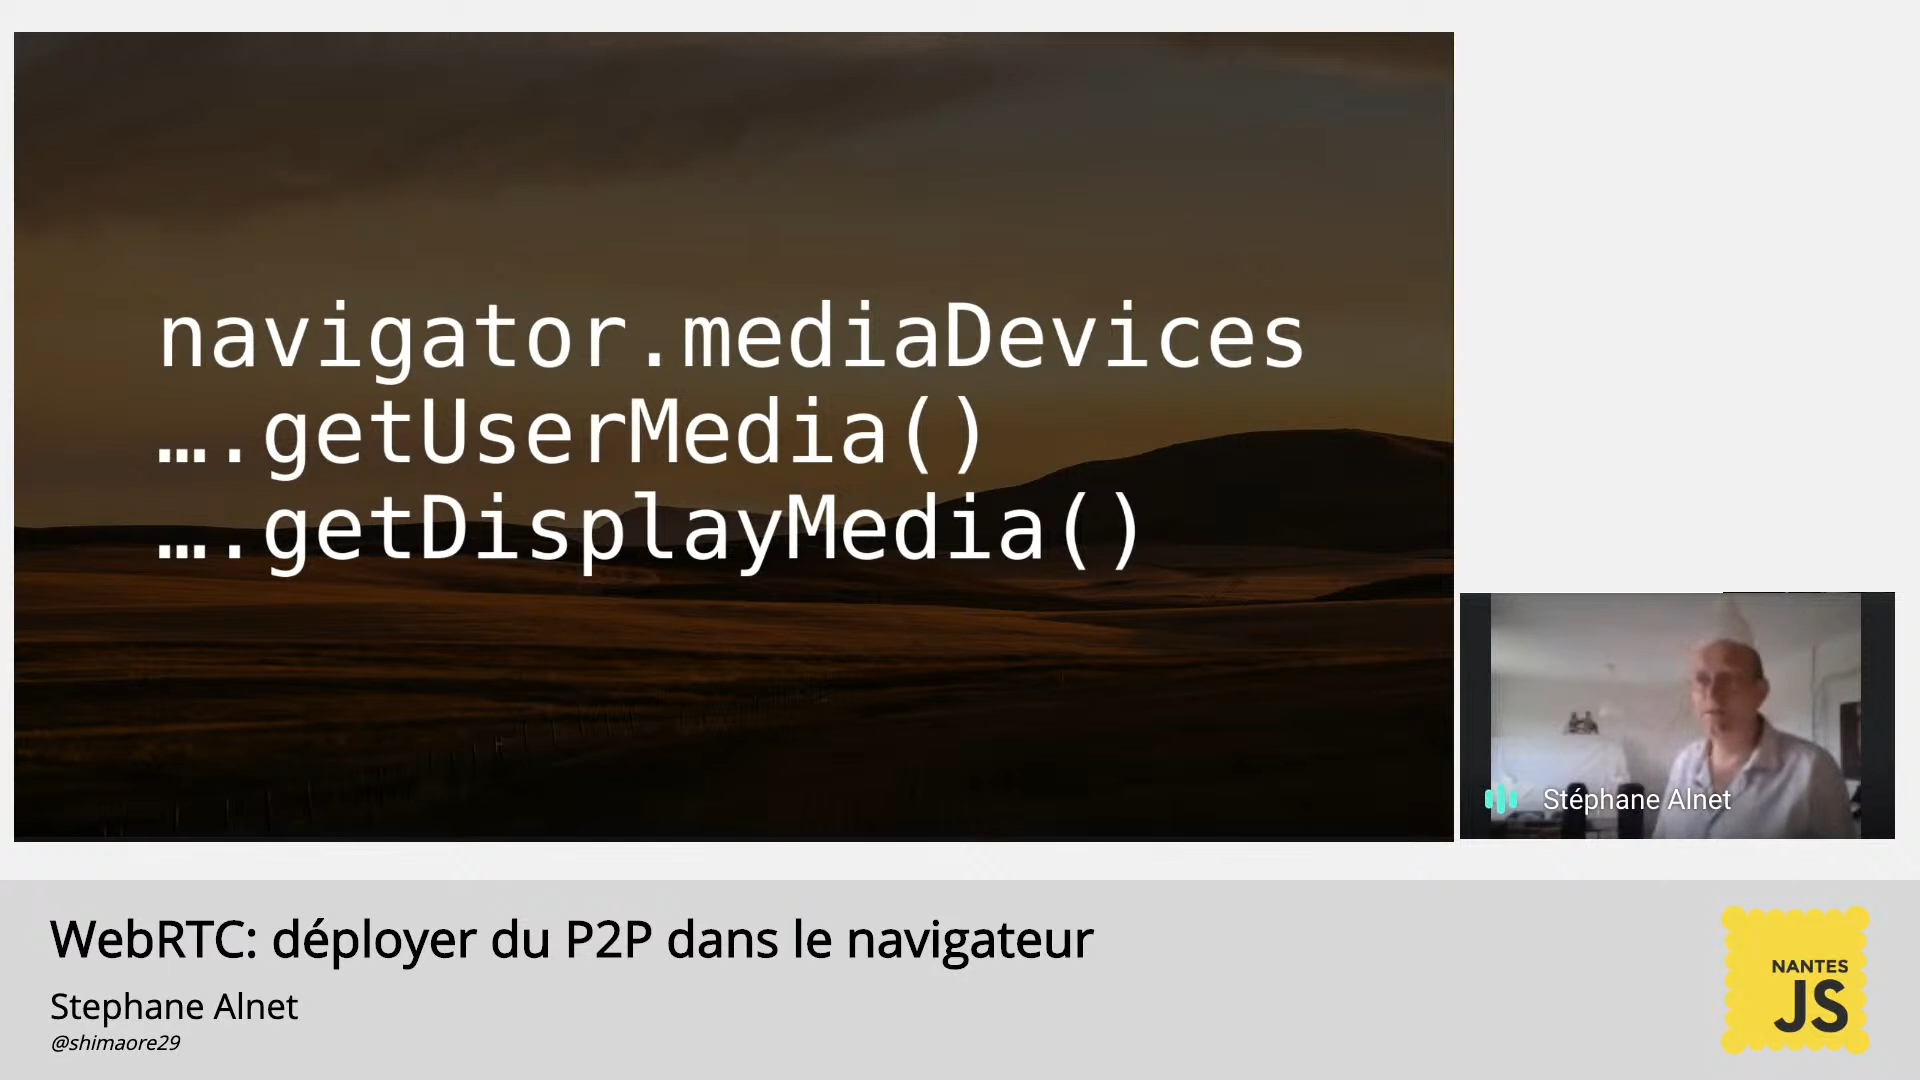 navigator.mediaDevices
….getUserMedia()
….getDisplayMedia()
Stéphane Alnet
WebRTC: déployer du P2P dans le navigateur
Stephane Alnet
@shimaore29
NANTES
JS